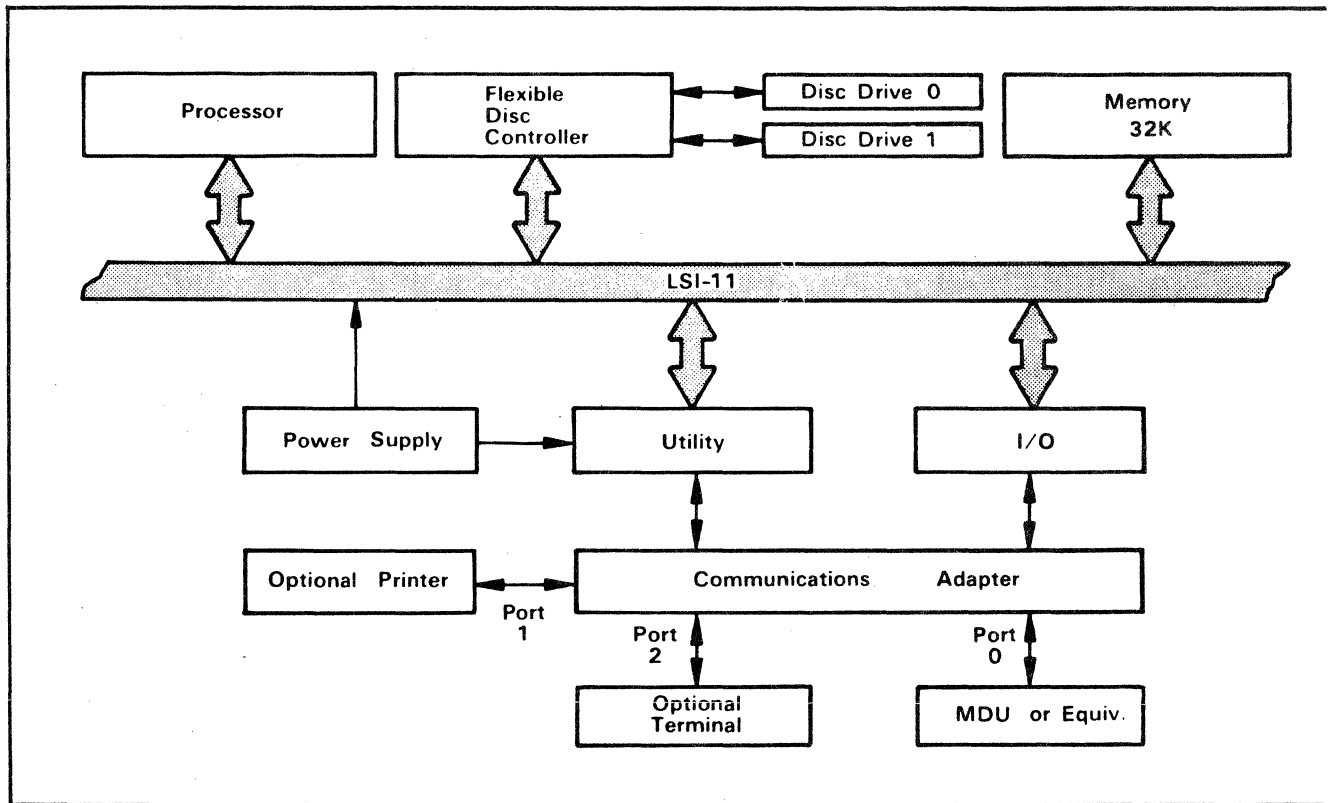 Processor
Flexible
Disc
Controller
Disc Drive 0
Disc Drive 1
Memory
32K
LSI-11
Power Supply
Utility
I/O
Optional Printer
Communications Adapter
Port
1
Port
2
Port
0
Optional
Terminal
MDU or Equiv.